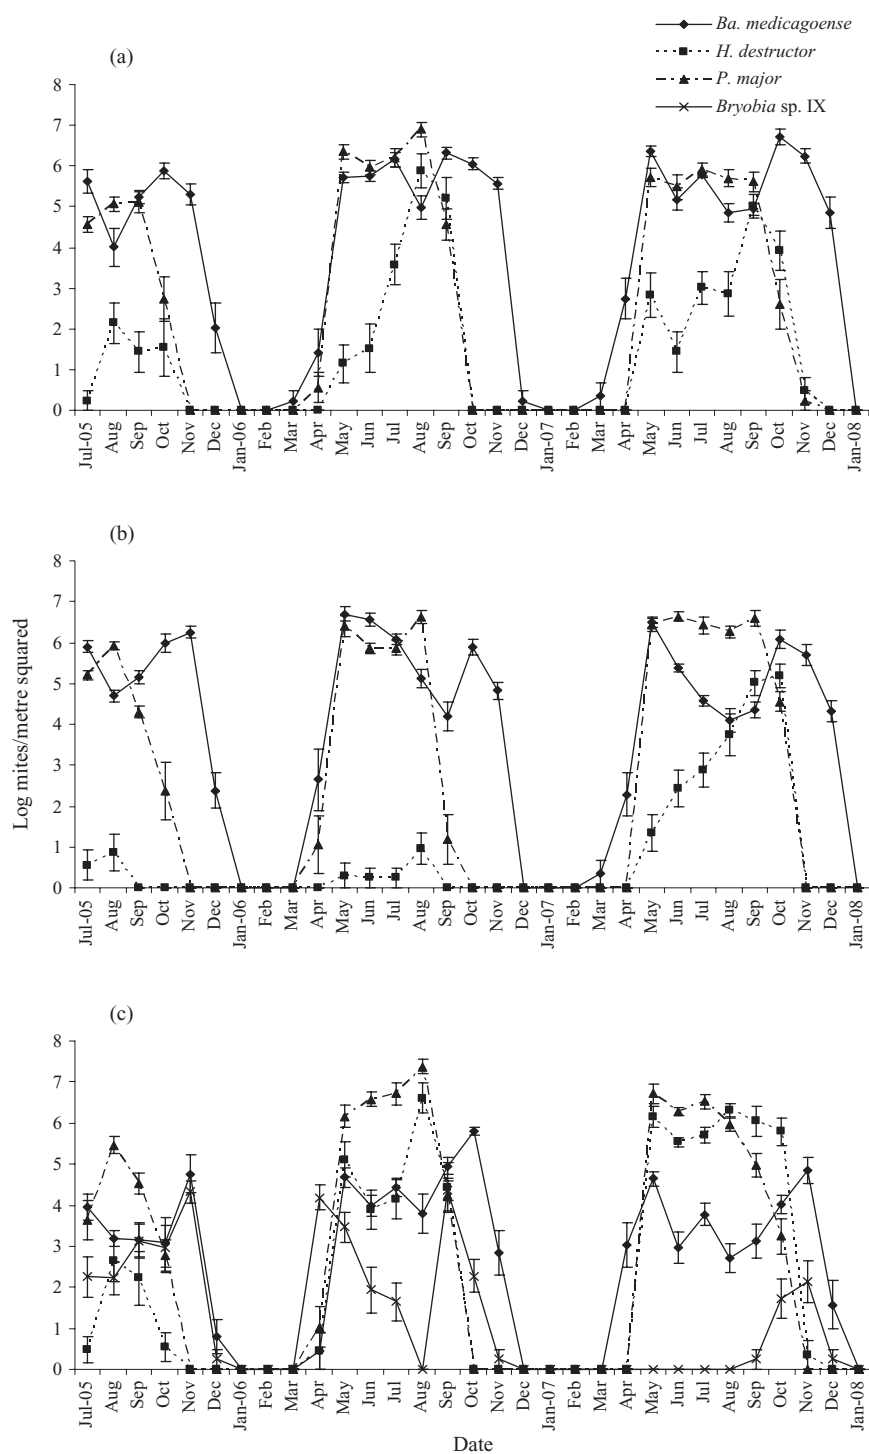 Ba. medicagoense
H. destructor
P. major
Bryobia sp. IX
(a)
8
7
6
5
4
3
2
1
0
Jul-05 Aug Sep Oct Nov Dec Jan-06 Feb Mar Apr May Jun Jul Aug Sep Oct Nov Dec Jan-07 Feb Mar Apr May Jun Jul Aug Sep Oct Nov Dec Jan-08
(b)
8
7
6
5
4
3
2
1
0
Log mites/metre squared
Jul-05 Aug Sep Oct Nov Dec Jan-06 Feb Mar Apr May Jun Jul Aug Sep Oct Nov Dec Jan-07 Feb Mar Apr May Jun Jul Aug Sep Oct Nov Dec Jan-08
(c)
8
7
6
5
4
3
2
1
0
Jul-05 Aug Sep Oct Nov Dec Jan-06 Feb Mar Apr May Jun Jul Aug Sep Oct Nov Dec Jan-07 Feb Mar Apr May Jun Jul Aug Sep Oct Nov Dec Jan-08
Date